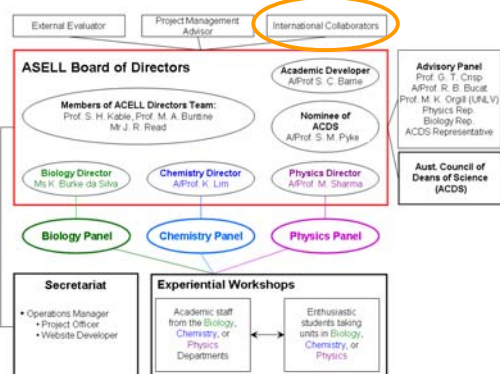 External Evaluator
Project Management
Advisor
International Collaborators
ASELL Board of Directors
Academic Developer
A/Prof S. C. Barrie
Members of ACELL Directors Team:
Prof. S. H. Kable, Prof. M. A. Buntine
Mr J. R. Read
Nominee of
ACDS
A/Prof. S. M. Pyke
Biology Director
Ms K. Burke da Silva
Chemistry Director
A/Prof. K. Lim
Physics Director
A/Prof. M. Sharma
Advisory Panel
Prof. G. T. Crisp
A/Prof. R. B. Bucat
Prof. M. K. Orgill (UNLV)
Physics Rep.
Biology Rep.
ACDS Representative
Aust. Council of
Deans of Science
(ACDS)
Biology Panel
Chemistry Panel
Physics Panel
Secretariat
• Operations Manager
• Project Officer
• Website Developer
Experiential Workshops
Academic staff
from the Biology,
Chemistry, or
Physics
Departments
Enthusiastic
students taking
units in Biology,
Chemistry, or
Physics